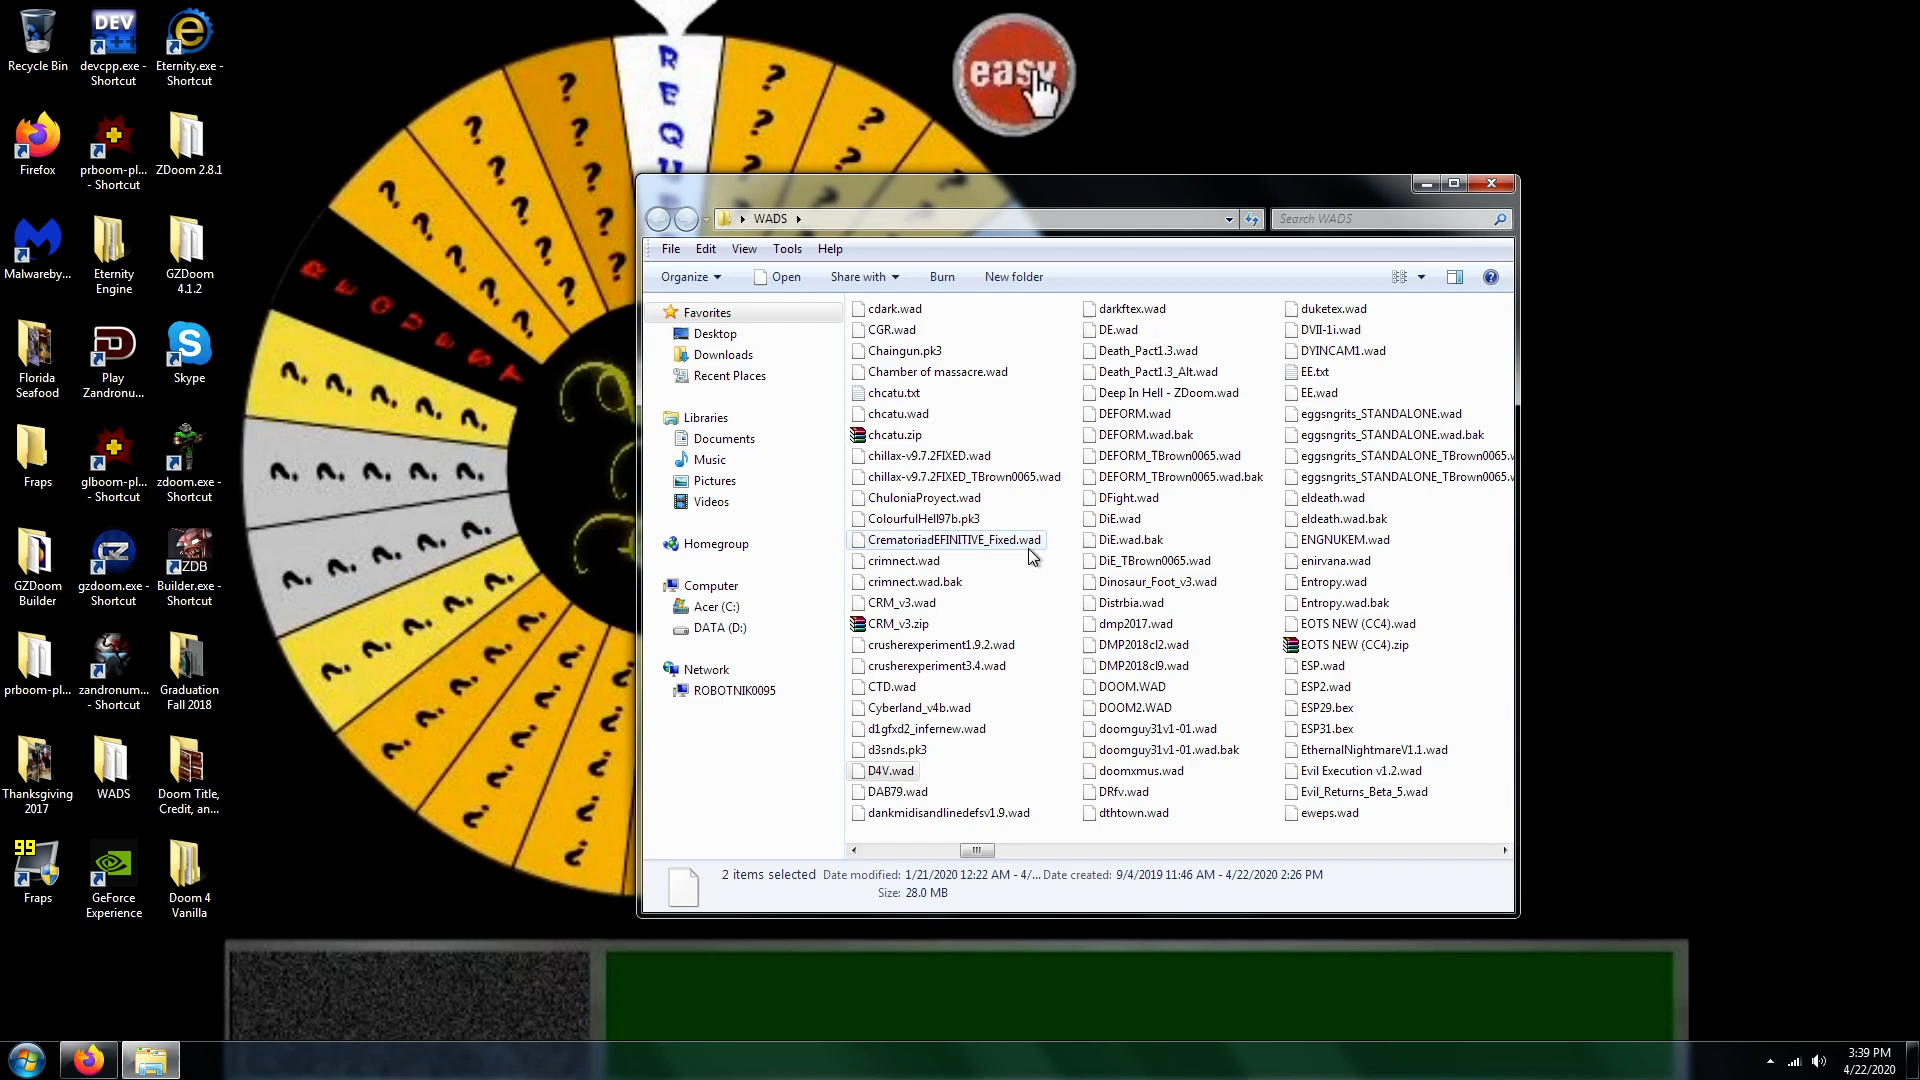 Recycle Bin
devcpp.exe - Shortcut
Eternity.exe - Shortcut
Firefox
prboom-pl... - Shortcut
ZDoom 2.8.1
Malwareby...
Eternity Engine
GZDoom 4.1.2
Florida Seafood
Play Zandronu...
Skype
Fraps
glboom-pl... - Shortcut
zdoom.exe - Shortcut
GZDoom Builder
gzdoom.exe - Shortcut
Builder.exe - Shortcut
prboom-pl...
zandronum... - Shortcut
Graduation Fall 2018
Thanksgiving 2017
WADS
Doom Title, Credit, an...
99
Fraps
GeForce Experience
Doom 4 Vanilla
DEV
C++
ZDB
REQU
REQUEST
? ? ? ?
easy
WADS
Search WADS
File Edit View Tools Help
Organize Open Share with Burn New folder
Favorites
Desktop
Downloads
Recent Places
Libraries
Documents
Music
Pictures
Videos
Homegroup
Computer
Acer (C:)
DATA (D:)
Network
ROBOTNIK0095
cdark.wad
CGR.wad
Chaingun.pk3
Chamber of massacre.wad
chcatu.txt
chcatu.wad
chcatu.zip
chillax-v9.7.2FIXED.wad
chillax-v9.7.2FIXED_TBrown0065.wad
ChuloniaProyect.wad
ColourfulHell97b.pk3
CrematoriadEFINITIVE_Fixed.wad
crimnect.wad
crimnect.wad.bak
CRM_v3.wad
CRM_v3.zip
crusherexperiment1.9.2.wad
crusherexperiment3.4.wad
CTD.wad
Cyberland_v4b.wad
d1gfxd2_infernew.wad
d3snds.pk3
D4V.wad
DAB79.wad
dankmidisandlinedefsv1.9.wad
darkftex.wad
DE.wad
Death_Pact1.3.wad
Death_Pact1.3_Alt.wad
Deep In Hell - ZDoom.wad
DEFORM.wad
DEFORM.wad.bak
DEFORM_TBrown0065.wad
DEFORM_TBrown0065.wad.bak
DFight.wad
DiE.wad
DiE.wad.bak
DiE_TBrown0065.wad
Dinosaur_Foot_v3.wad
Distrbia.wad
dmp2017.wad
DMP2018cl2.wad
DMP2018cl9.wad
DOOM.WAD
DOOM2.WAD
doomguy31v1-01.wad
doomguy31v1-01.wad.bak
doomxmus.wad
DRfv.wad
dthtown.wad
duketex.wad
DVII-1i.wad
DYINCAM1.wad
EE.txt
EE.wad
eggsngrits_STANDALONE.wad
eggsngrits_STANDALONE.wad.bak
eggsngrits_STANDALONE_TBrown0065.w
eggsngrits_STANDALONE_TBrown0065.w
eldeath.wad
eldeath.wad.bak
ENGNUKEM.wad
enirvana.wad
Entropy.wad
Entropy.wad.bak
EOTS NEW (CC4).wad
EOTS NEW (CC4).zip
ESP.wad
ESP2.wad
ESP29.bex
ESP31.bex
EthernalNightmareV1.1.wad
Evil Execution v1.2.wad
Evil_Returns_Beta_5.wad
eweps.wad
2 items selected Date modified: 1/21/2020 12:22 AM - 4/... Date created: 9/4/2019 11:46 AM - 4/22/2020 2:26 PM
Size: 28.0 MB
3:39 PM
4/22/2020